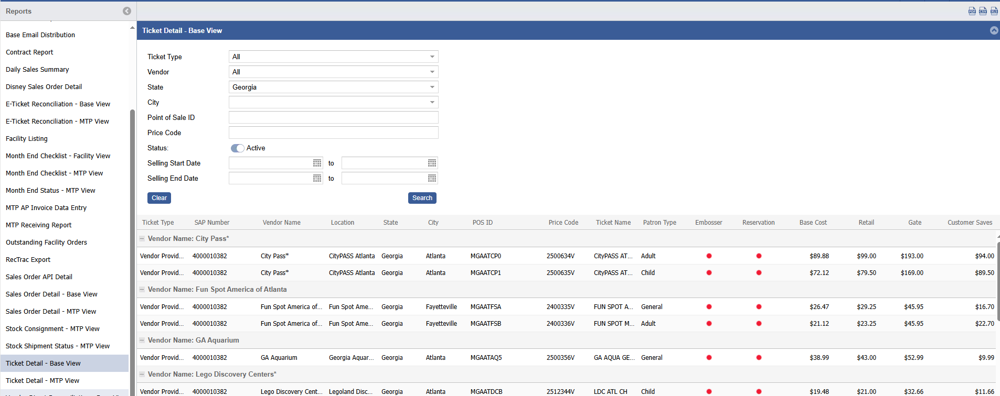 Reports
PDF CSV XLS
Ticket Detail - Base View
Base Email Distribution
Contract Report
Daily Sales Summary
Disney Sales Order Detail
E-Ticket Reconciliation - Base View
E-Ticket Reconciliation - MTP View
Facility Listing
Month End Checklist - Facility View
Month End Checklist - MTP View
Month End Status - MTP View
MTP AP Invoice Data Entry
MTP Receiving Report
Outstanding Facility Orders
RecTrac Export
Sales Order API Detail
Sales Order Detail - Base View
Sales Order Detail - MTP View
Stock Consignment - MTP View
Stock Shipment Status - MTP View
Ticket Detail - Base View
Ticket Detail - MTP View
Ticket Type All
Vendor All
State Georgia
City
Point of Sale ID
Price Code
Status: Active
Selling Start Date to
Selling End Date to
Clear Search
Ticket Type SAP Number Vendor Name Location State City POS ID Price Code Ticket Name Patron Type Embosser Reservation Base Cost Retail Gate Customer Saves
Vendor Name: City Pass*
Vendor Provid... 4000010382 City Pass* CityPASS Atlanta Georgia Atlanta MGAATCP0 2500634V CityPASS AT... Adult $89.88 $99.00 $193.00 $94.00
Vendor Provid... 4000010382 City Pass* CityPASS Atlanta Georgia Atlanta MGAATCP1 2500635V CityPASS AT... Child $72.12 $79.50 $169.00 $89.50
Vendor Name: Fun Spot America of Atlanta
Vendor Provid... 4000010382 Fun Spot America of... Fun Spot Ame... Georgia Fayetteville MGAATFSA 2400335V FUN SPOT A... General $26.47 $29.25 $45.95 $16.70
Vendor Provid... 4000010382 Fun Spot America of... Fun Spot Ame... Georgia Fayetteville MGAATFSB 2400336V FUN SPOT M... Adult $21.12 $23.25 $45.95 $22.70
Vendor Name: GA Aquarium
Vendor Provid... 4000010382 GA Aquarium Georgia Aquar... Georgia Atlanta MGAATAQ5 2500356V GA AQUA GE... General $38.99 $43.00 $52.99 $9.99
Vendor Name: Lego Discovery Centers*
Vendor Provid... 4000010382 Lego Discovery Cent... Legoland Disc... Georgia Atlanta MGAATDCB 2512344V LDC ATL CH Child $19.48 $21.00 $32.66 $11.66